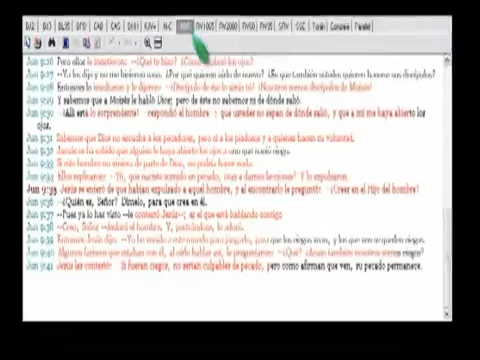 Jun 9:26 Pero ellos le insistieron: --¿Qué te hizo? ¿Cómo te abrió los ojos?
Jun 9:27 --Ya les dije y no me hicieron caso. ¿Por qué quieren oírlo de nuevo? ¿Es que también ustedes quieren hacerse sus discípulos?
Jun 9:28 Entonces lo insultaron y le dijeron: --¡Discípulo de ése lo serás tú! ¡Nosotros somos discípulos de Moisés!
Jun 9:29 Y sabemos que a Moisés le habló Dios; pero de éste no sabemos ni de dónde salió.
Jun 9:30 --¡Allí está lo sorprendente! respondió el hombre : que ustedes no sepan de dónde salió, y que a mí me haya abierto los
ojos.
Jun 9:31 Sabemos que Dios no escucha a los pecadores, pero sí a los piadosos y a quienes hacen su voluntad.
Jun 9:32 Jamás se ha sabido que alguien le haya abierto los ojos a uno que nació ciego.
Jun 9:33 Si este hombre no viniera de parte de Dios, no podría hacer nada.
Jun 9:34 Ellos replicaron: --Tú, que naciste sumido en pecado, ¿vas a darnos lecciones? Y lo expulsaron.
Jun 9:35 Jesús se enteró de que habían expulsado a aquel hombre, y al encontrarlo le preguntó: --¿Crees en el Hijo del hombre?
Jun 9:36 --¿Quién es, Señor? Dímelo, para que crea en él.
Jun 9:37 --Pues ya lo has visto --le contestó Jesús--; es el que está hablando contigo
Jun 9:38 --Creo, Señor --declaró el hombre. Y, postrándose, lo adoró.
Jun 9:39 Entonces Jesús dijo: --Yo he venido a este mundo para juzgarlo, para que los ciegos vean, y los que ven se queden ciegos.
Jun 9:40 Algunos fariseos que estaban con él, al oírlo hablar así, le preguntaron: --¿Qué? ¿Acaso también nosotros somos ciegos?
Jun 9:41 Jesús les contestó: Si fueran ciegos, no serían culpables de pecado, pero como afirman que ven, su pecado permanece.